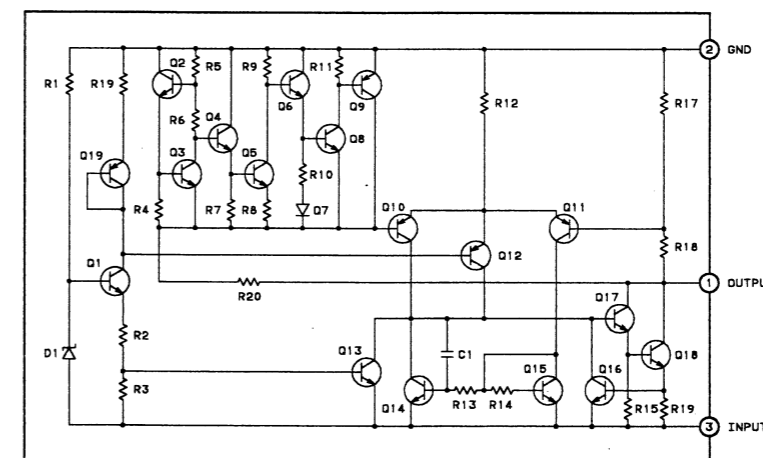 2 GND
R1 R19 Q2 R5 R9 R11 Q9 R12 R17
Q6
R6 Q4 Q8
Q19 Q3 Q5 R10
R4 R7 R8 Q7 Q10 Q11
R18
Q12
Q1
1 OUTPU
R20 Q17
R2
D1 Q13 C1 Q18
R3 Q15 Q16
Q14 R13 R14 R15 R19
3 INPUT